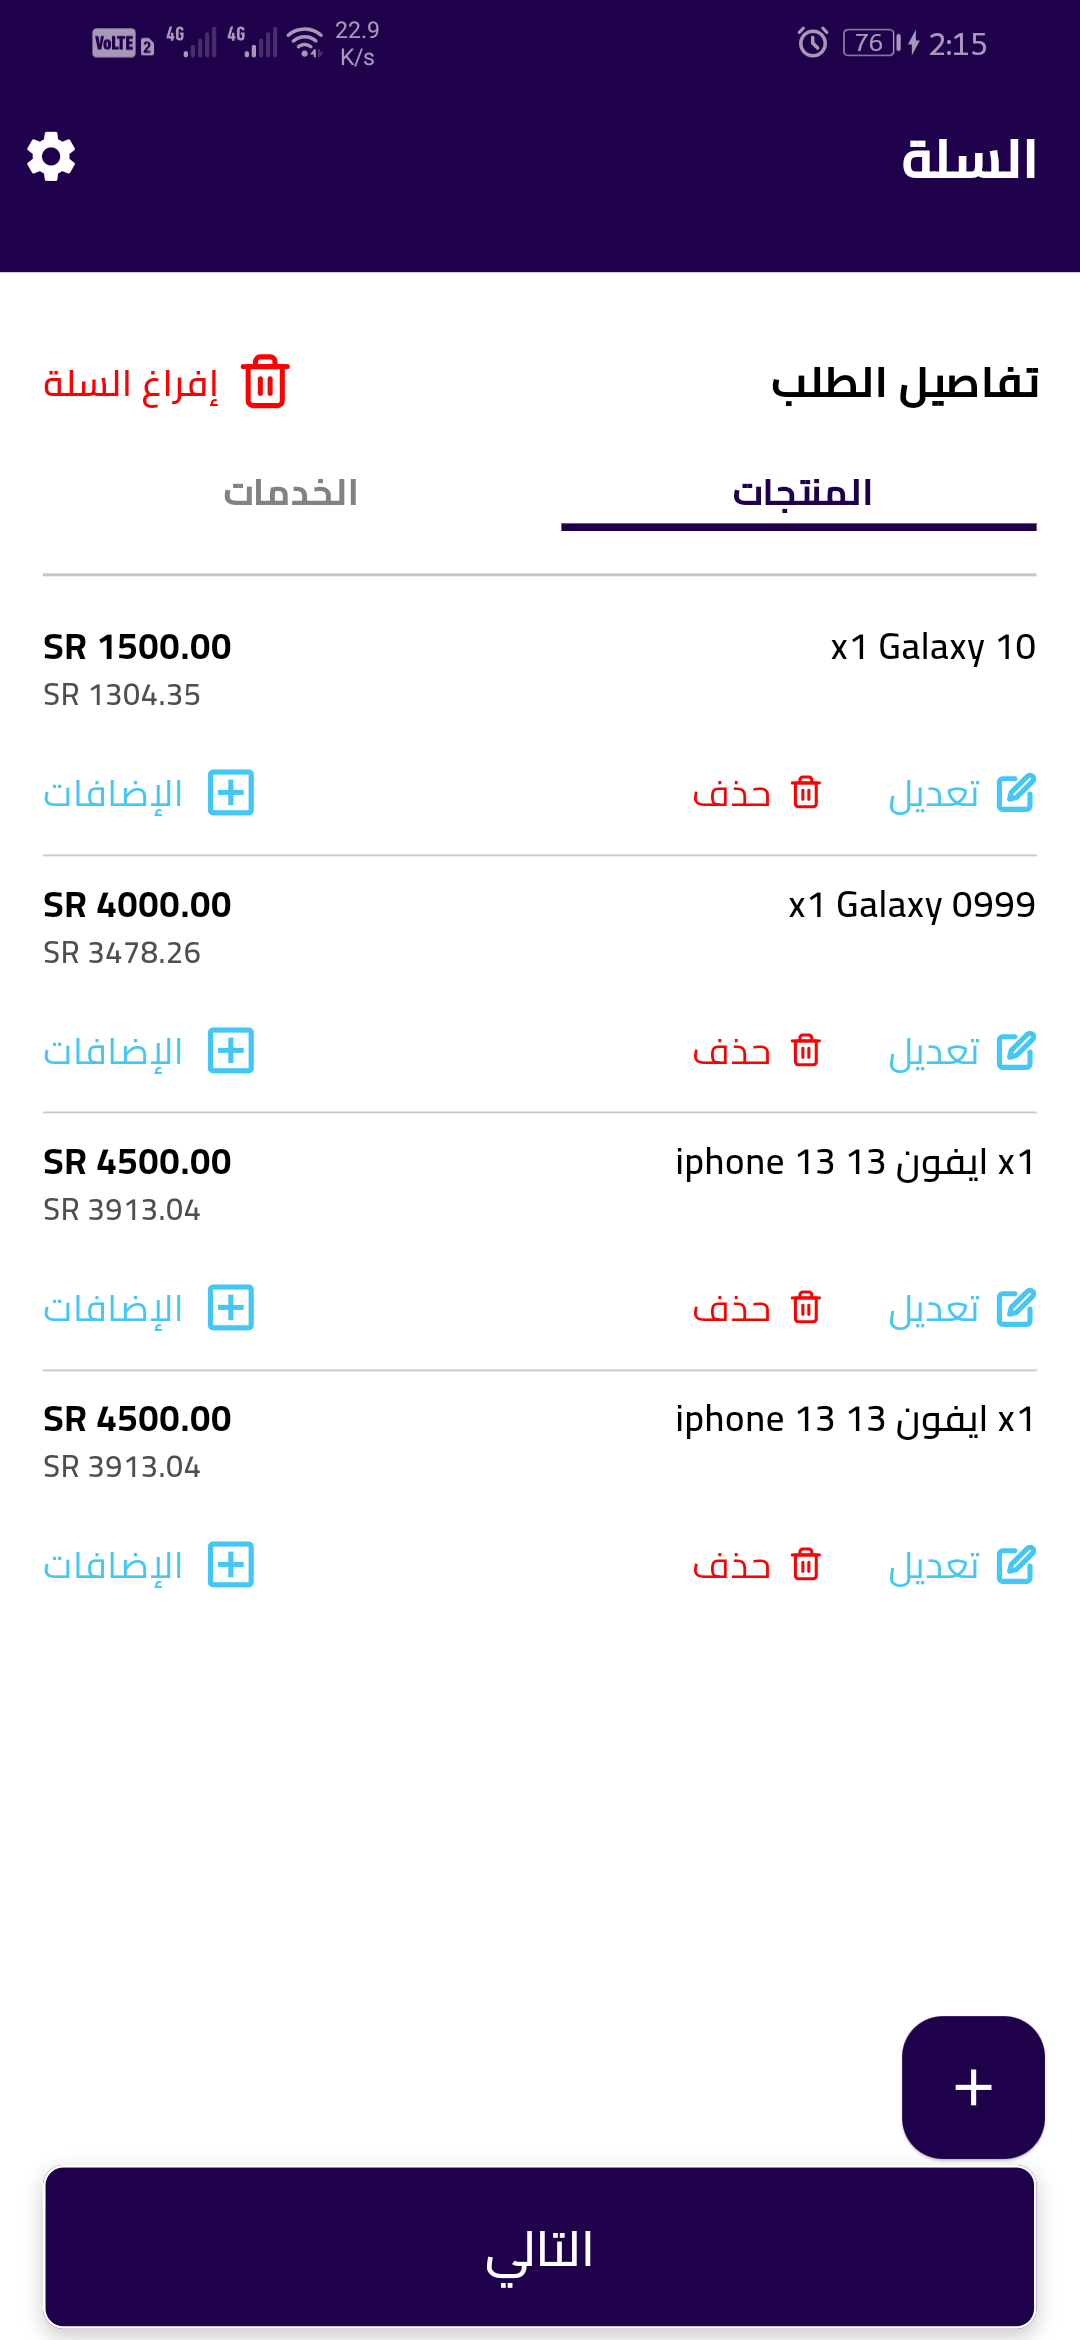 VoLTE 2 4G 4G 22.9 K/s 76 2:15
السلة
تفاصيل الطلب إفراغ السلة
المنتجات الخدمات
x1 Galaxy 10 SR 1500.00
SR 1304.35
تعديل حذف الإضافات
x1 Galaxy 0999 SR 4000.00
SR 3478.26
تعديل حذف الإضافات
x1 ايفون 13 iphone 13 SR 4500.00
SR 3913.04
تعديل حذف الإضافات
x1 ايفون 13 iphone 13 SR 4500.00
SR 3913.04
تعديل حذف الإضافات
+
التالي